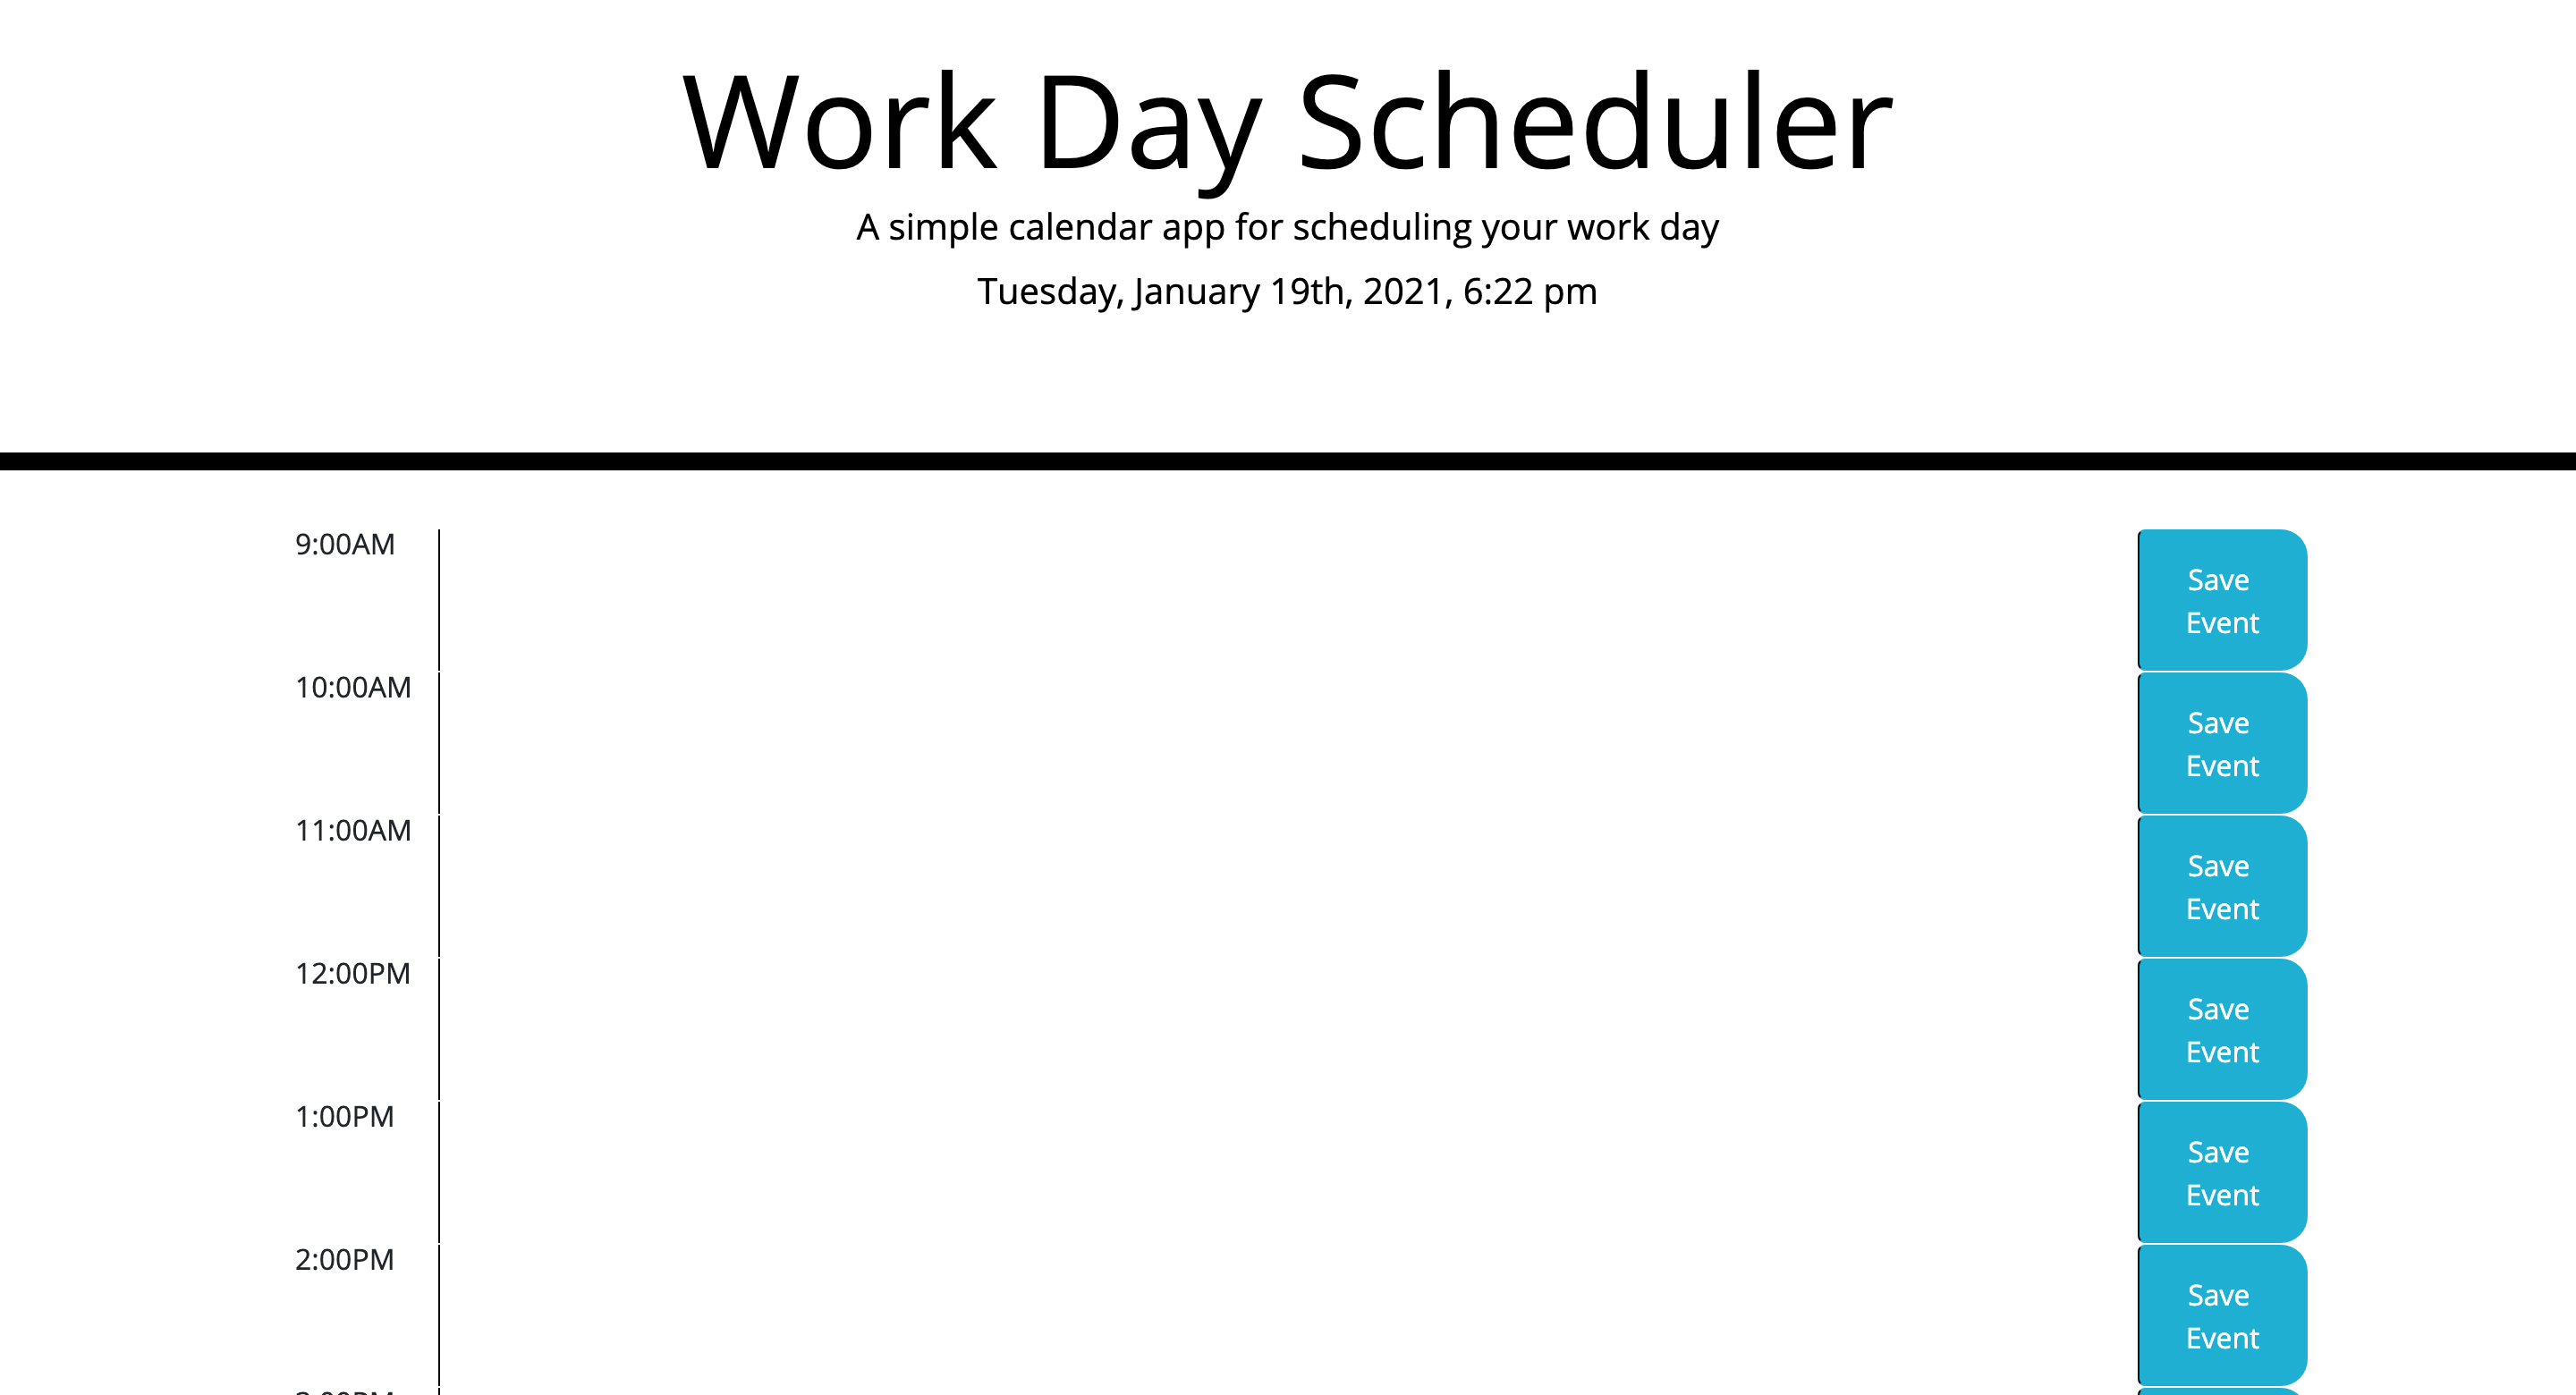 Work Day Scheduler
A simple calendar app for scheduling your work day
Tuesday, January 19th, 2021, 6:22 pm
9:00AM
Save
Event
10:00AM
Save
Event
11:00AM
Save
Event
12:00PM
Save
Event
1:00PM
Save
Event
2:00PM
Save
Event